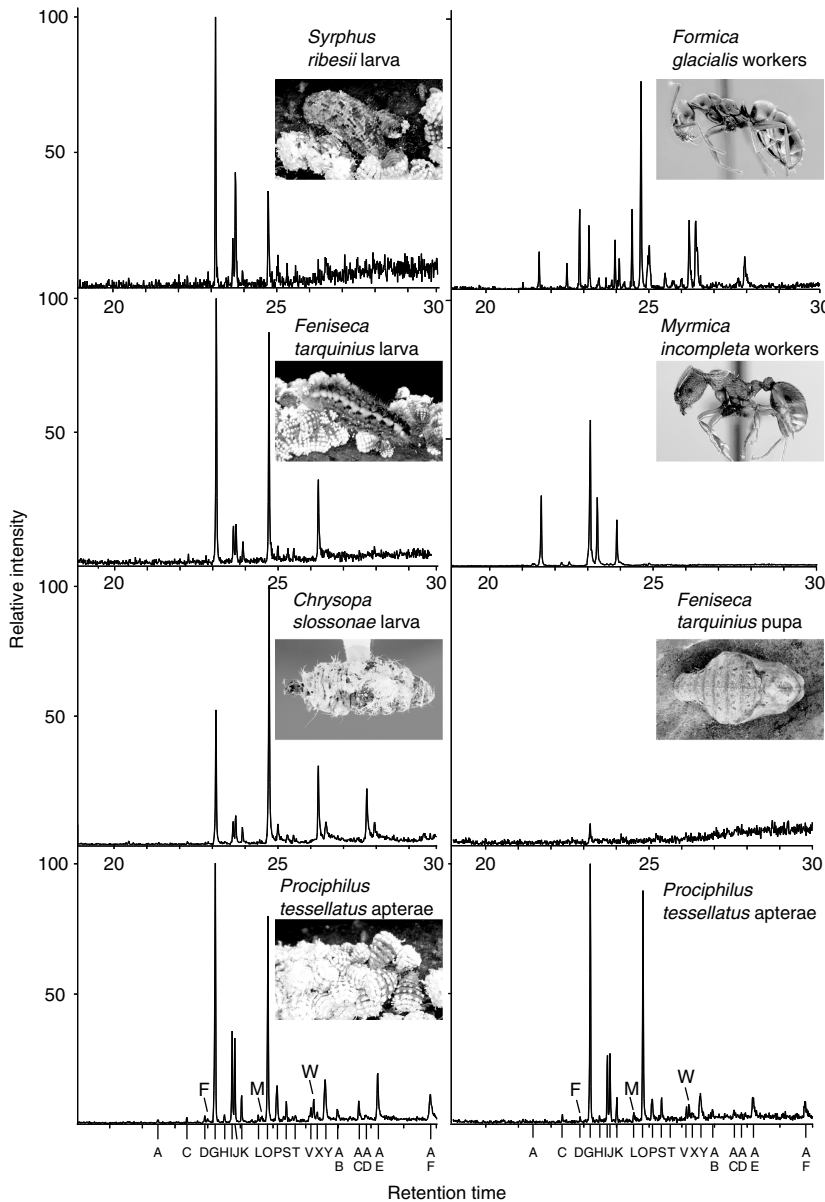 100
50
Syrphus
ribesii larva
20
25
30
Formica
glacialis workers
20
25
30
Feniseca
tarquinius larva
50
20
25
30
Myrmica
incompleta workers
20
25
30
Relative intensity
100
50
Chrysopa
slossonae larva
20
25
30
Feniseca
tarquinius pupa
20
25
30
100
50
Prociphilus
tessellatus apterae
F
M
W
A C DGHIJK LOPST VXYA AA A
B CD E F
Prociphilus
tessellatus apterae
F
M
W
A C DGHIJK LOPST VXYA AA A
B CD E F
Retention time